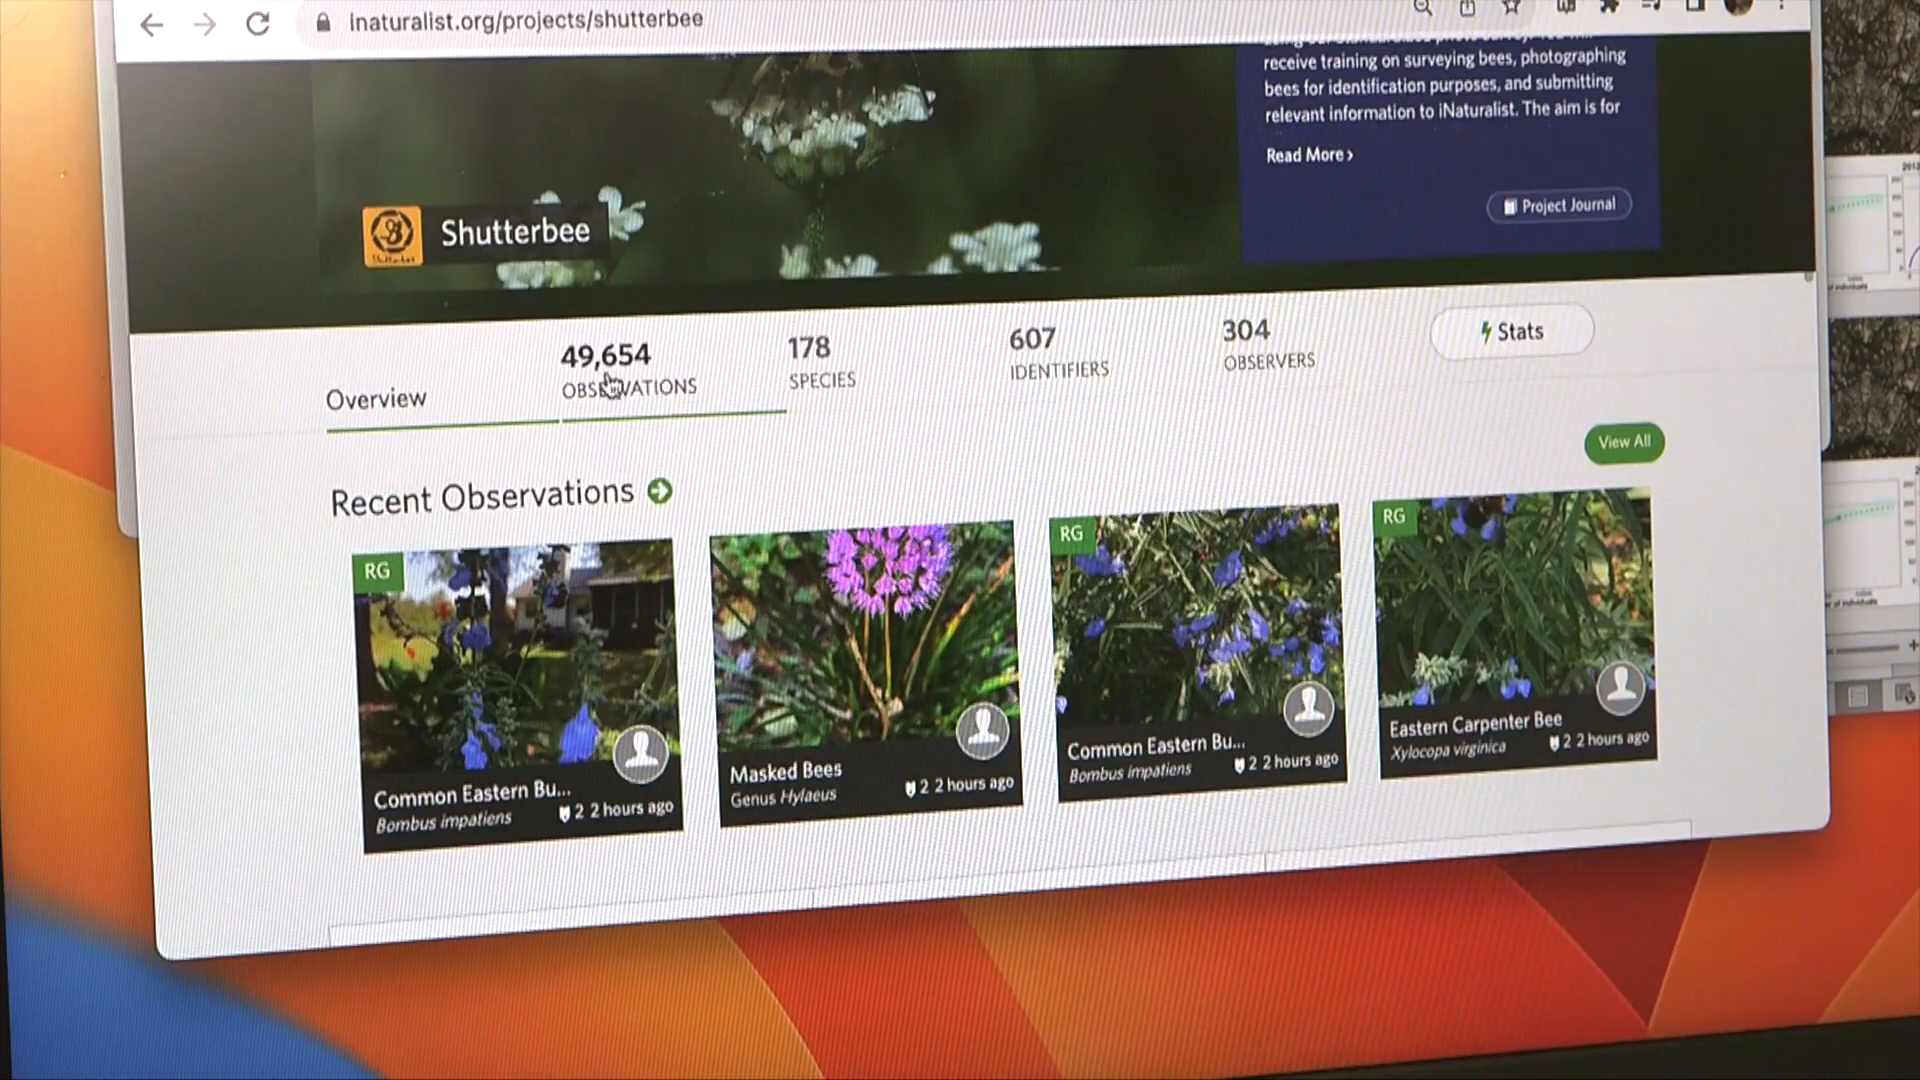 inaturalist.org/projects/shutterbee
receive training on surveying bees, photographing
bees for identification purposes, and submitting
relevant information to iNaturalist. The aim is for
Read More ›
Project Journal
Shutterbee
Overview
49,654
OBSERVATIONS
178
SPECIES
607
IDENTIFIERS
304
OBSERVERS
Stats
View All
Recent Observations
RG
Common Eastern Bu...
Bombus impatiens
2 2 hours ago
Masked Bees
Genus Hylaeus
2 2 hours ago
RG
Common Eastern Bu...
Bombus impatiens
2 2 hours ago
RG
Eastern Carpenter Bee
Xylocopa virginica
2 2 hours ago